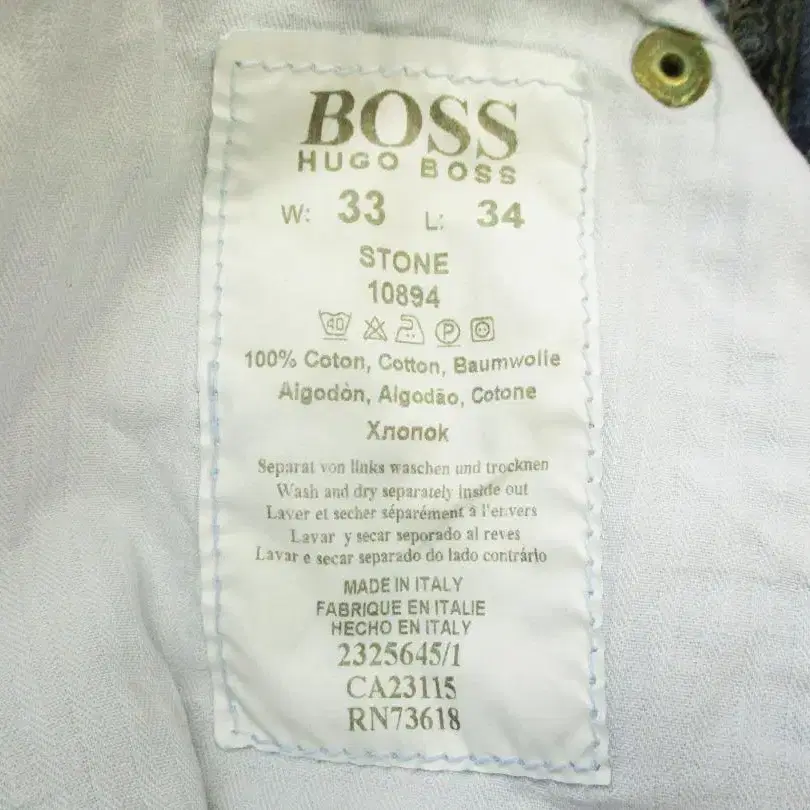 BOSS
HUGO BOSS
W: 33 L: 34
STONE
10894
40 P
100% Coton, Cotton, Baumwolle
Algodòn, Algodão, Cotone
Хлопок
Separat von links waschen und trocknen
Wash and dry separately inside out
Laver et secher séparément à l'envers
Lavar y secar seporado al reves
Lavar e secar separado do lado contrário
MADE IN ITALY
FABRIQUE EN ITALIE
HECHO EN ITALY
2325645/1
CA23115
RN73618